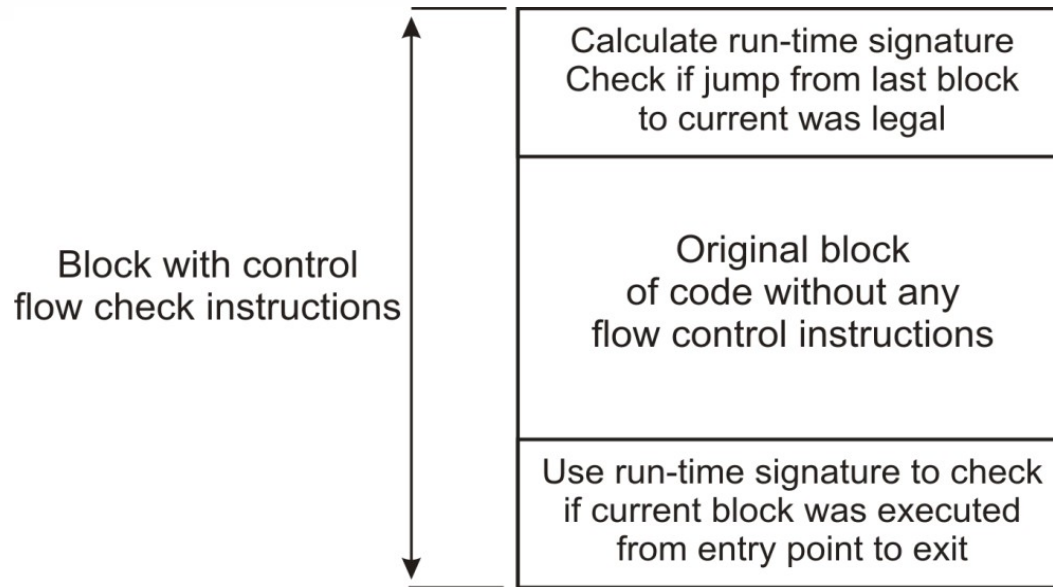 Calculate run-time signature
Check if jump from last block
to current was legal
Block with control
flow check instructions
Original block
of code without any
flow control instructions
Use run-time signature to check
if current block was executed
from entry point to exit